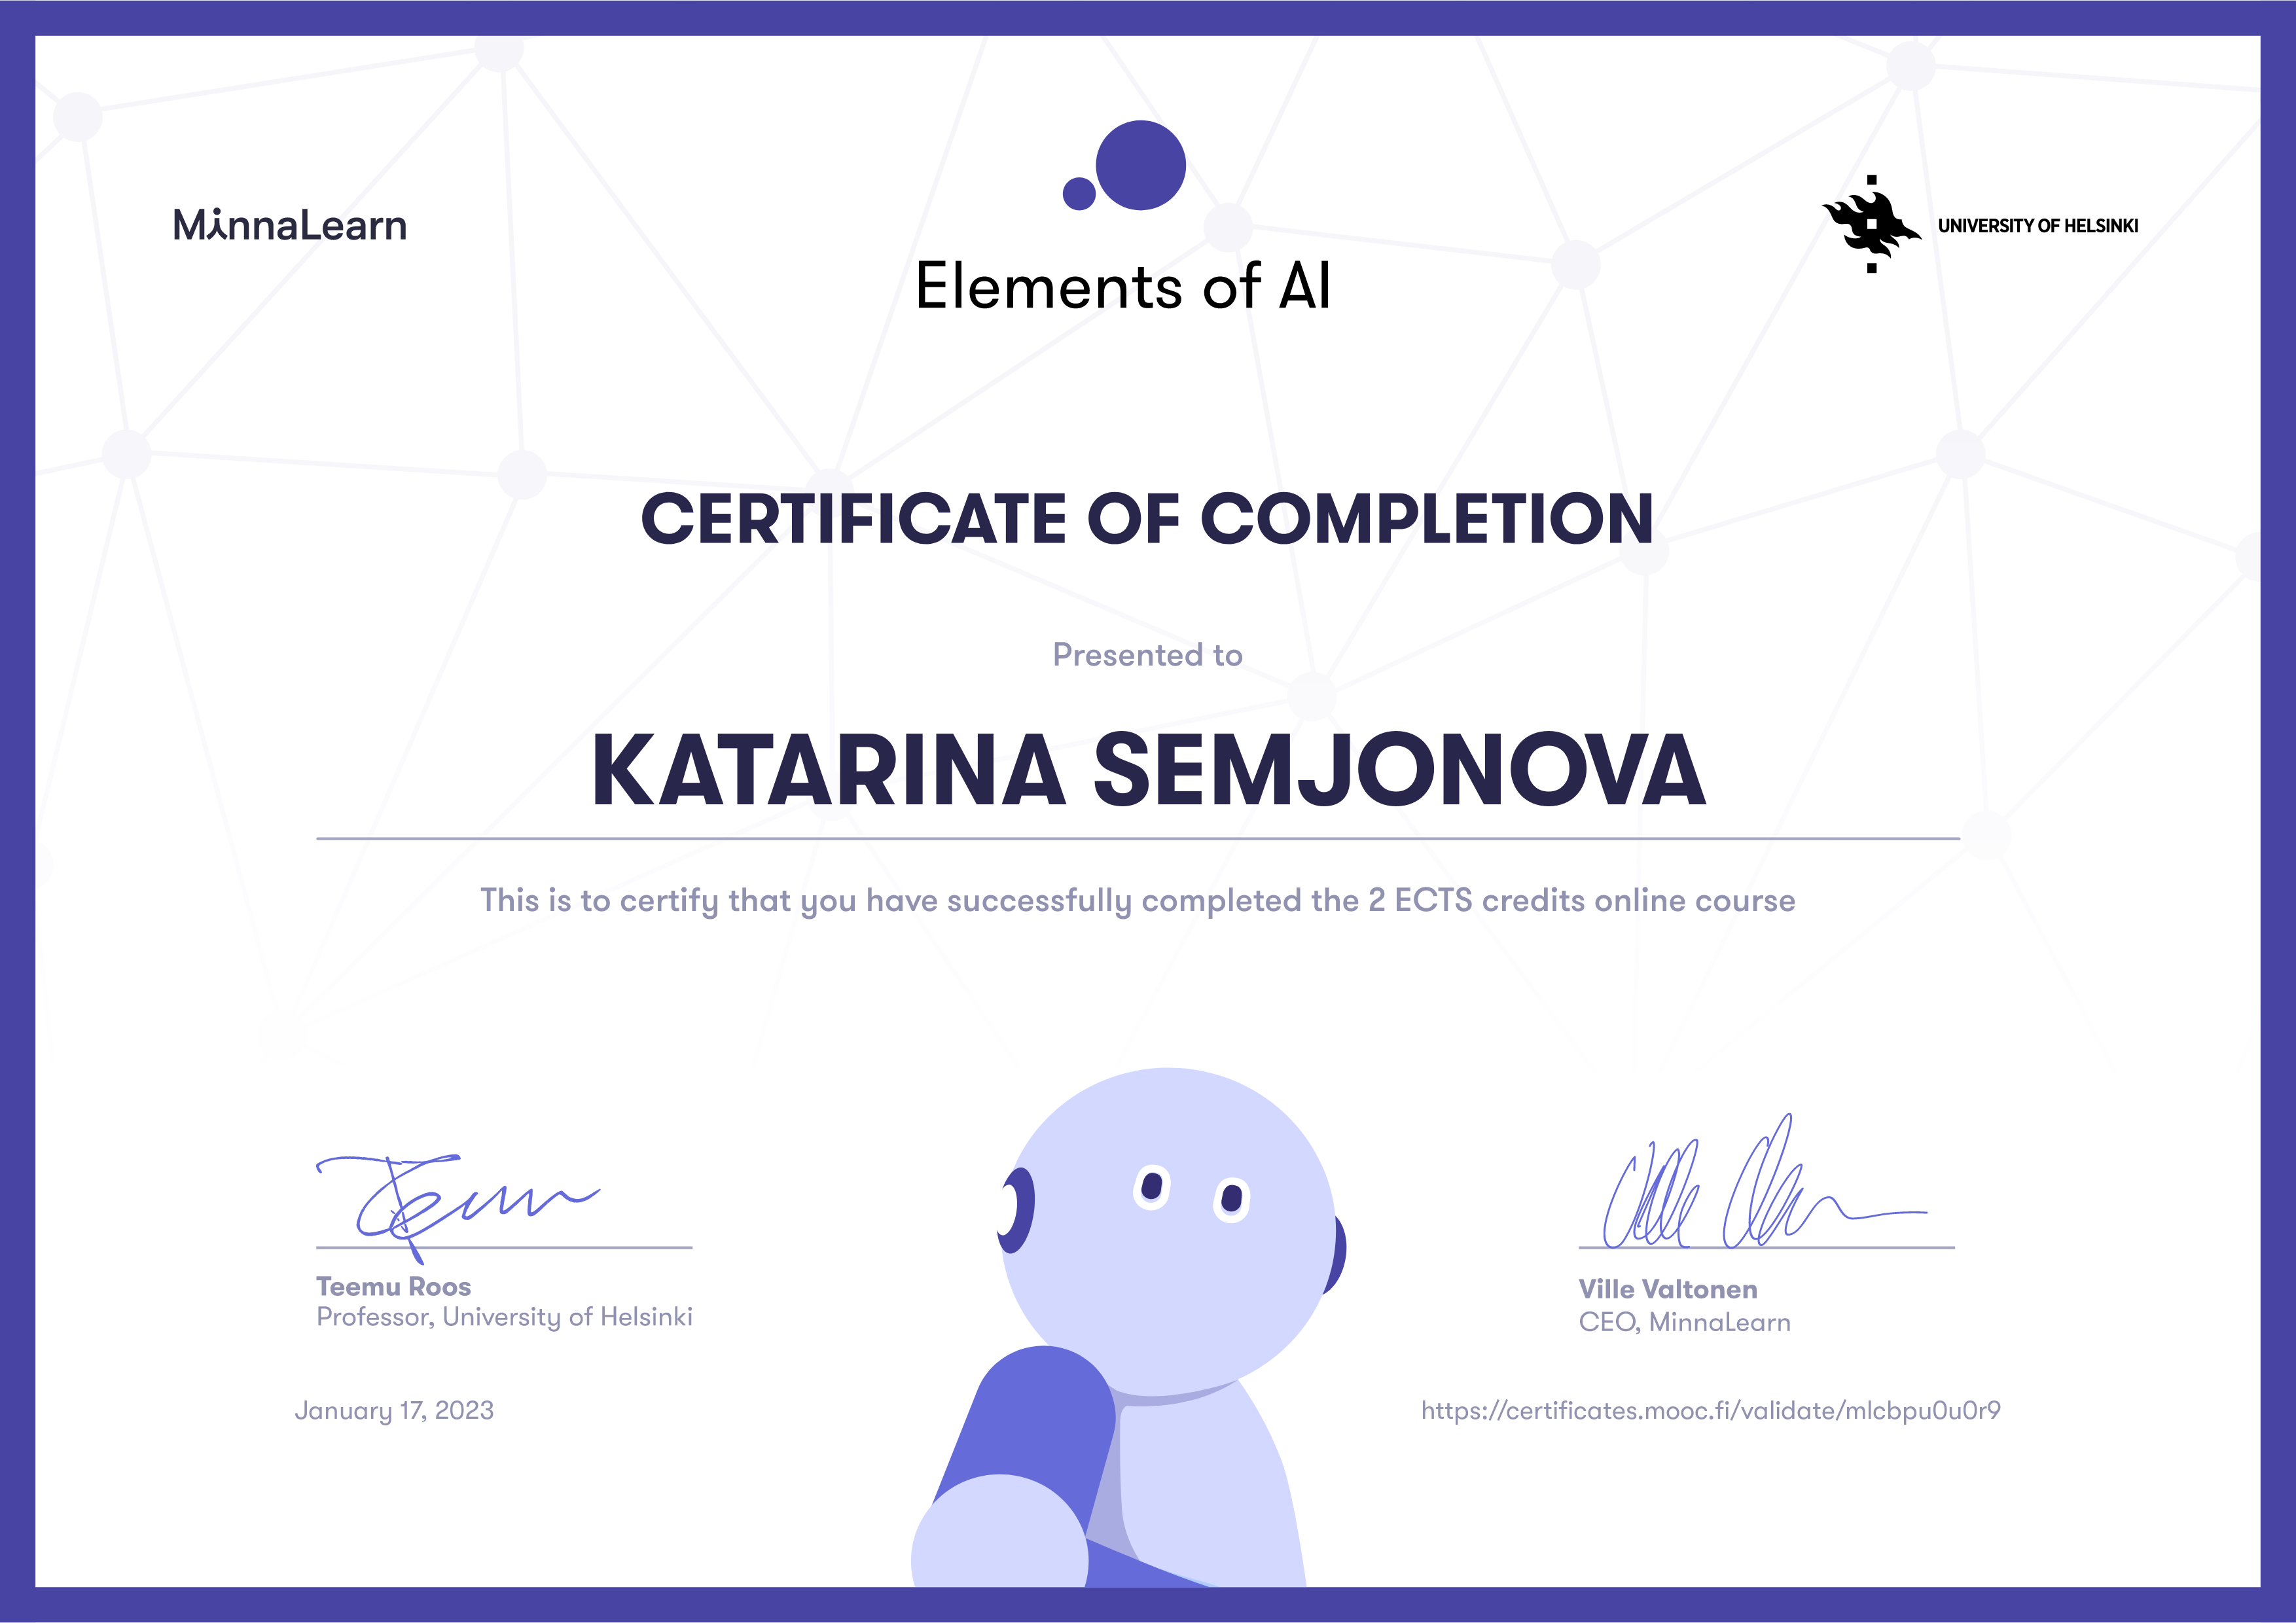 MinnaLearn
Elements of AI
UNIVERSITY OF HELSINKI
CERTIFICATE OF COMPLETION
Presented to
KATARINA SEMJONOVA
This is to certify that you have successfully completed the 2 ECTS credits online course
Teemu Roos
Professor, University of Helsinki
Ville Valtonen
CEO, MinnaLearn
January 17, 2023
https://certificates.mooc.fi/validate/mlcbpu0u0r9